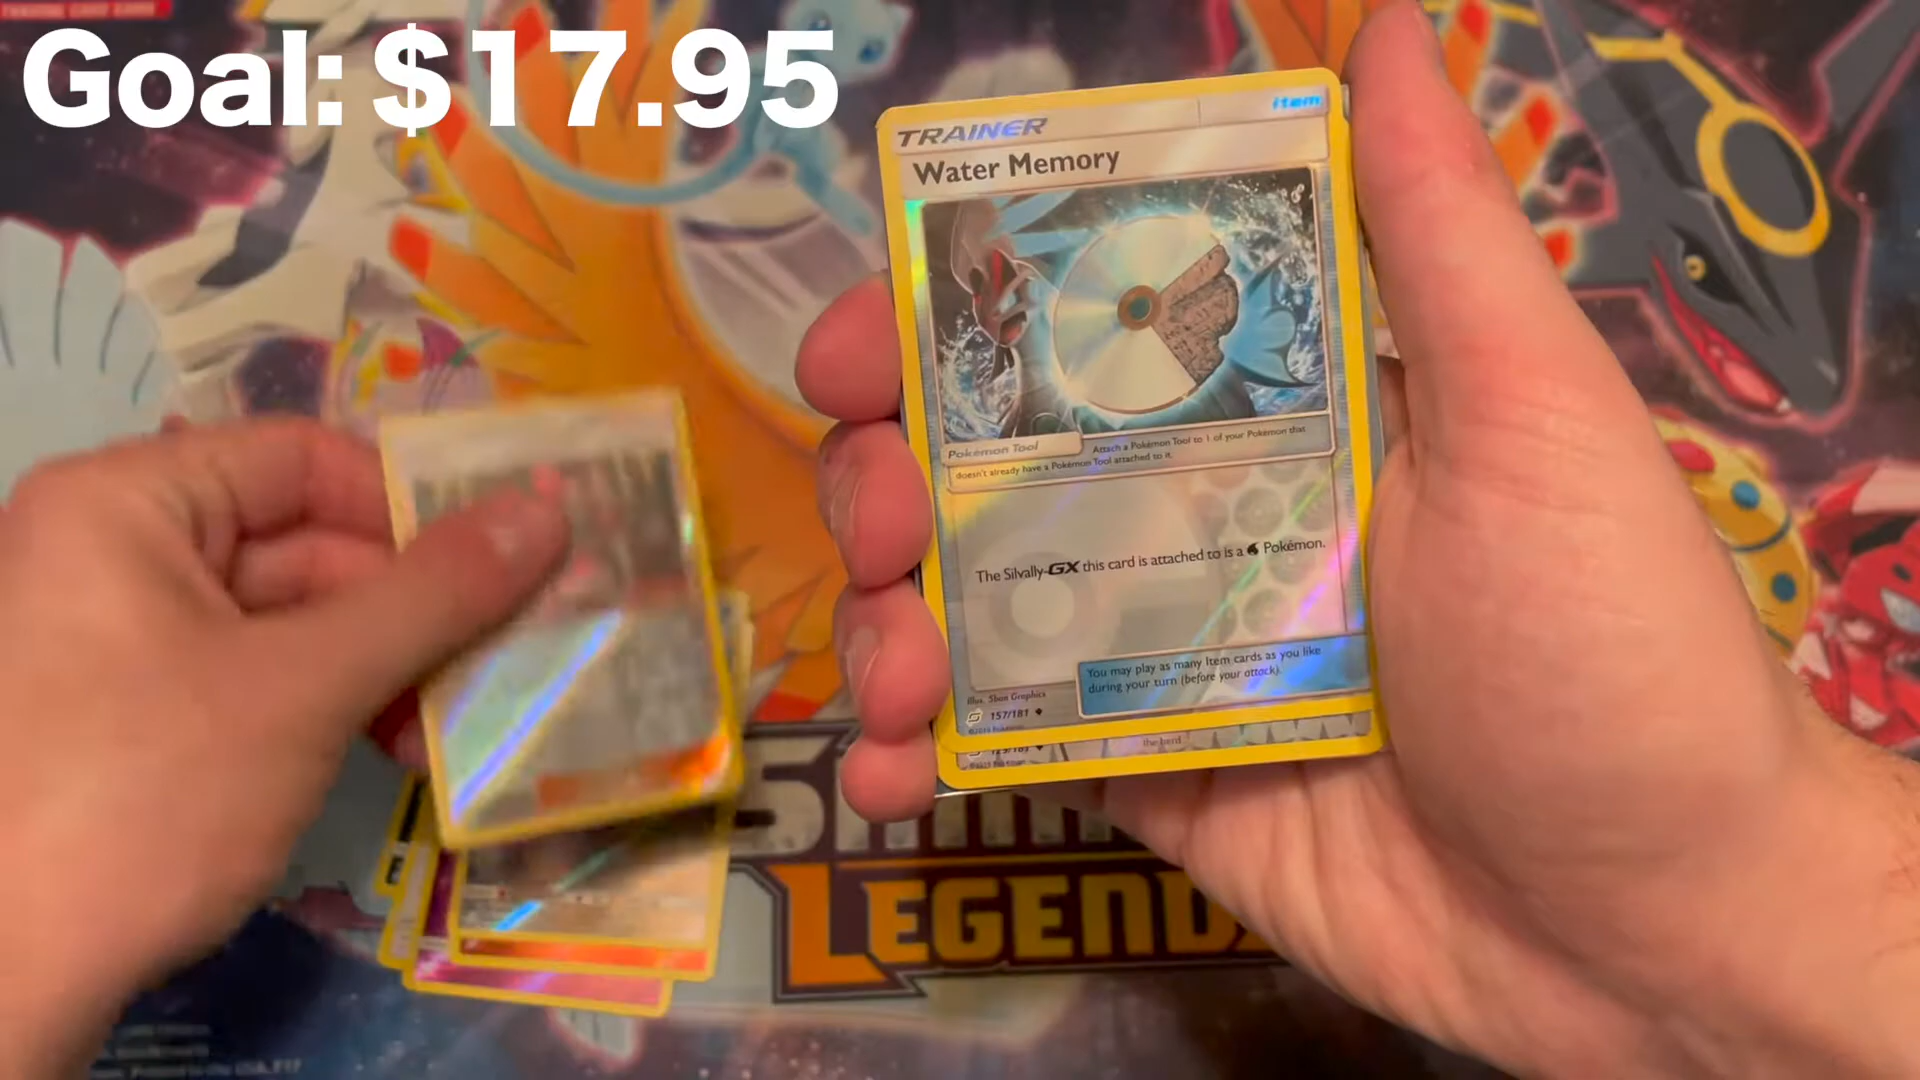 Goal: $17.95
TRAINER
item
Water Memory
Pokémon Tool
Attach a Pokémon Tool to 1 of your Pokémon that
doesn't already have a Pokémon Tool attached to it.
The Silvally-GX this card is attached to is a Pokémon.
You may play as many Item cards as you like
during your turn (before your attack).
Illus. 5ban Graphics
157/181
the herd
LEGEND